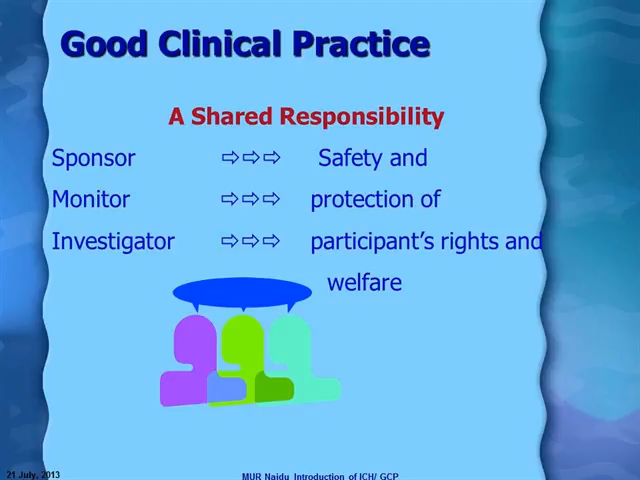 Good Clinical Practice
A Shared Responsibility
Sponsor ⇨⇨⇨ Safety and
Monitor ⇨⇨⇨ protection of
Investigator ⇨⇨⇨ participant's rights and
welfare
21 July, 2013
MUR Naidu Introduction of ICH/ GCP